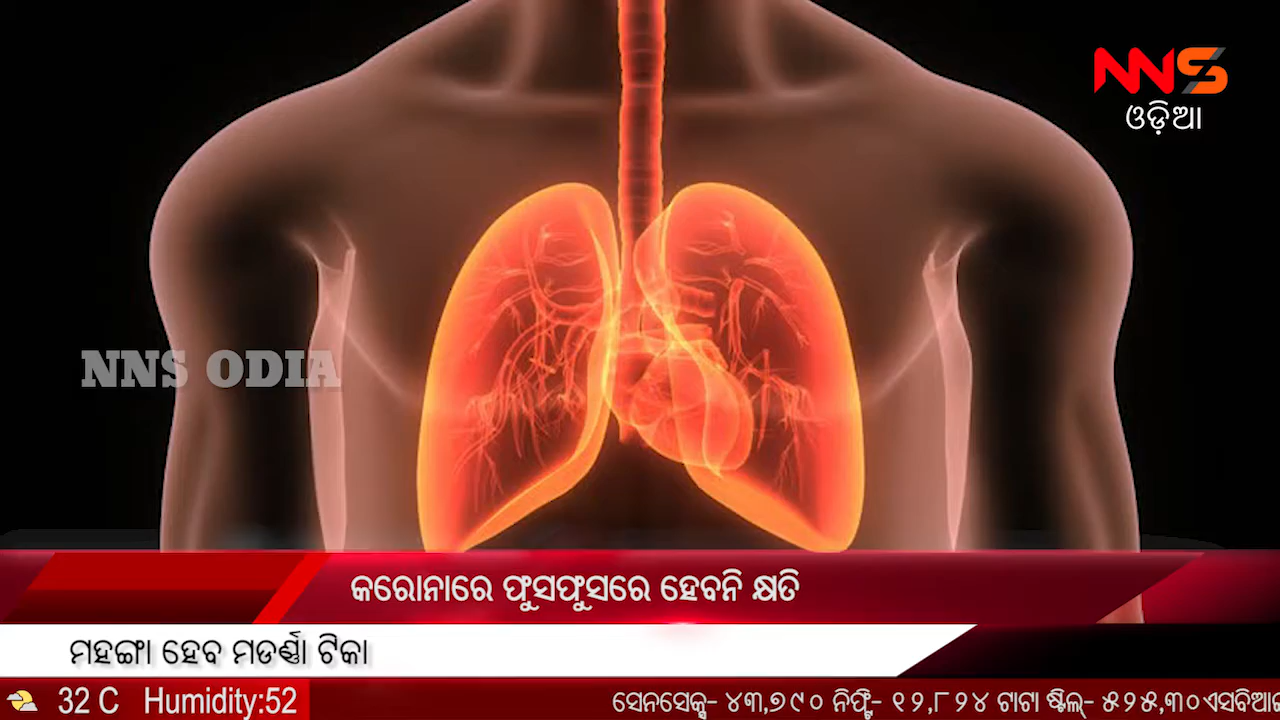 NNS
ଓଡ଼ିଆ
NNS ODIA
କରୋନାରେ ଫୁସଫୁସରେ ହେବନି କ୍ଷତି
ମହଙ୍ଗା ହେବ ମଡର୍ଣ୍ଣା ଟିକା
32 C Humidity:52
ସେନସେକ୍ସ- ୪୩,୭୯୦ ନିଫ୍ଟି- ୧୨,୮୨୪ ଟାଟା ଷ୍ଟିଲ୍- ୫୨୫,୩୦